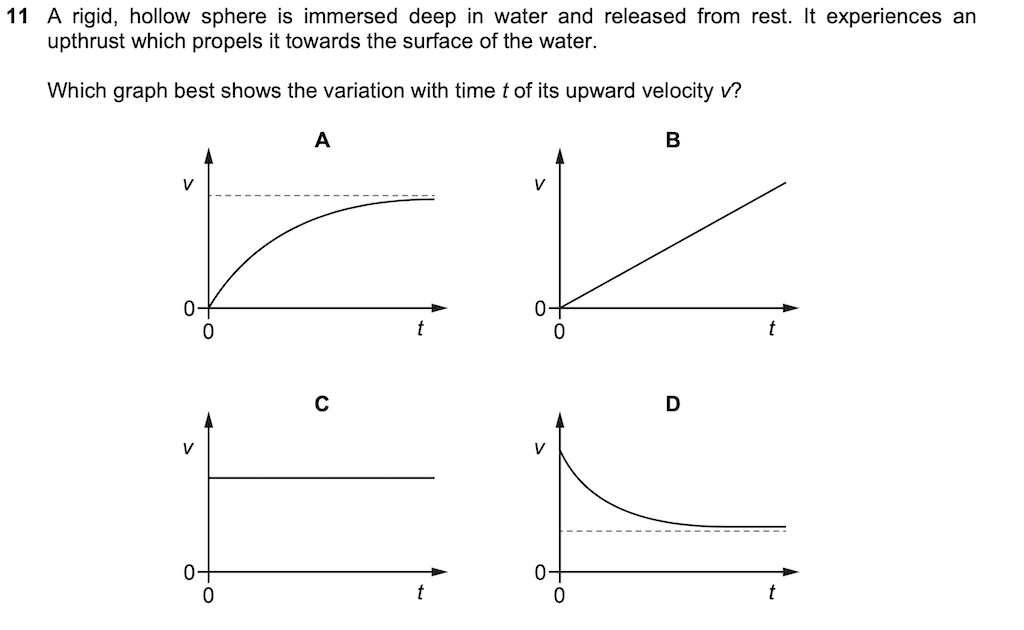 11 A rigid, hollow sphere is immersed deep in water and released from rest. It experiences an
upthrust which propels it towards the surface of the water.
Which graph best shows the variation with time t of its upward velocity v?
A
B
v
v
0
0
0
t
0
t
C
D
v
v
0
0
0
t
0
t